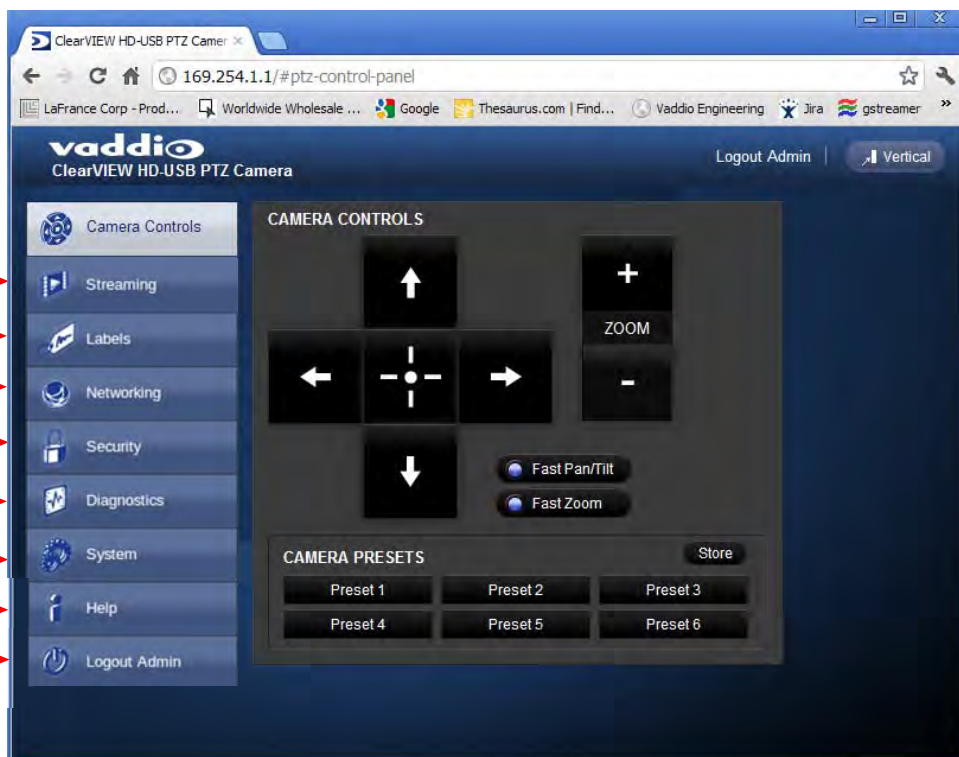 ClearVIEW HD-USB PTZ Camer
169.254.1.1/#ptz-control-panel
LaFrance Corp - Prod... Worldwide Wholesale ... Google Thesaurus.com | Find... Vaddio Engineering Jira gstreamer »
vaddio
ClearVIEW HD-USB PTZ Camera
Logout Admin | Vertical
Camera Controls
Streaming
Labels
Networking
Security
Diagnostics
System
Help
Logout Admin
CAMERA CONTROLS
+
ZOOM
-
Fast Pan/Tilt
Fast Zoom
CAMERA PRESETS Store
Preset 1 Preset 2 Preset 3
Preset 4 Preset 5 Preset 6